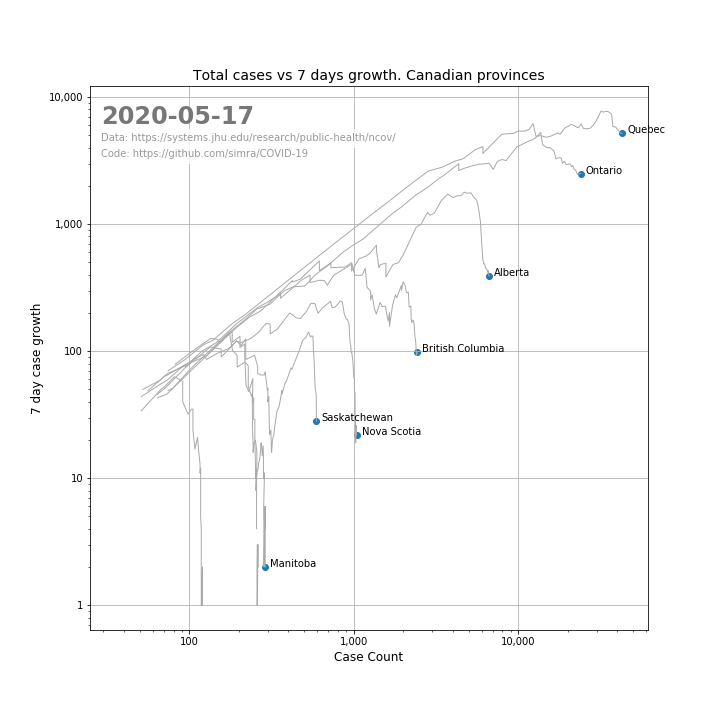 Total cases vs 7 days growth. Canadian provinces
10,000
2020-05-17
Data: https://systems.jhu.edu/research/public-health/ncov/
Code: https://github.com/simra/COVID-19
Quebec
Ontario
1,000
Alberta
7 day case growth
100
British Columbia
Saskatchewan
Nova Scotia
10
Manitoba
1
100
1,000
10,000
Case Count